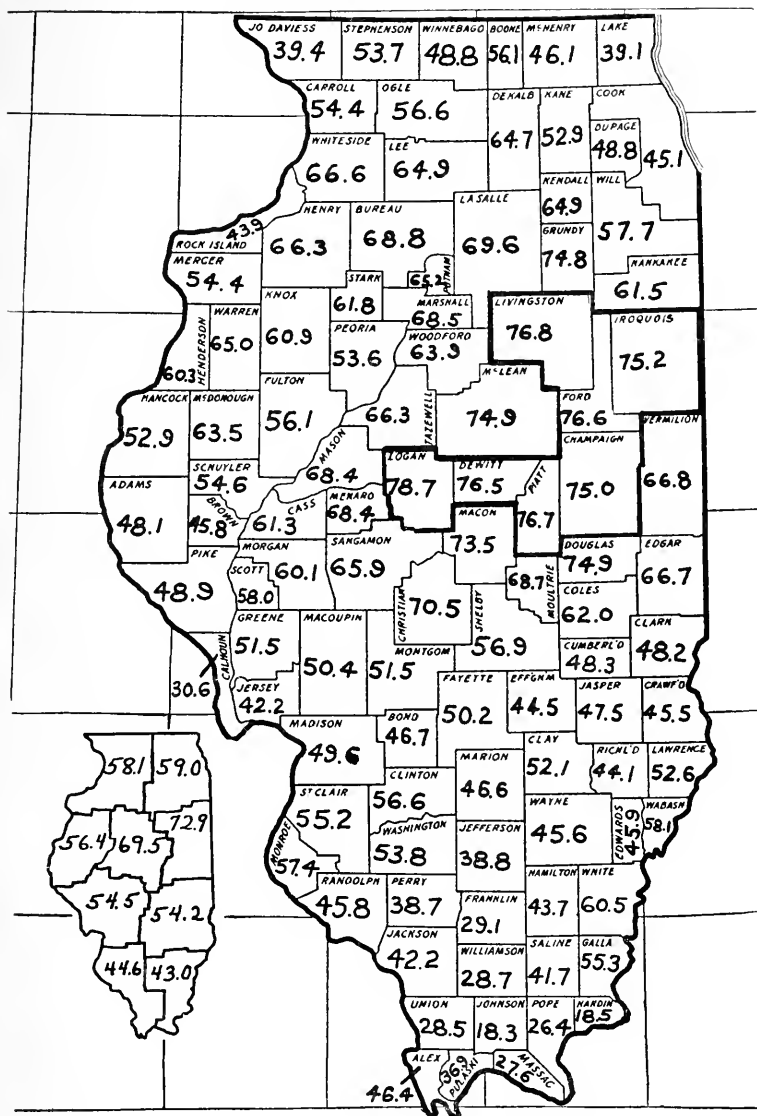 JO DAVIESS STEPHENSON WINNEBAGO BOONE McHENRY LAKE
39.4 53.7 48.8 56.1 46.1 39.1
CARROLL OGLE DEKALB KANE COOK
54.4 56.6 64.7 52.9 45.1
DUPAGE
48.8
WHITESIDE LEE
66.6 64.9
KENDALL WILL
64.9 57.7
ROCK ISLAND HENRY BUREAU LASALLE GRUNDY
43.9 66.3 68.8 69.6 74.8
MERCER STARK PUTNAM KANKAKEE
54.4 61.8 65.2 61.5
HENDERSON WARREN KNOX PEORIA MARSHALL LIVINGSTON IROQUOIS
60.3 65.0 60.9 53.6 68.5 76.8 75.2
WOODFORD
63.9
HANCOCK McDONOUGH FULTON TAZEWELL McLEAN FORD
52.9 63.5 56.1 66.3 74.9 76.6
VERMILION
66.8
MASON LOGAN DEWITT PIATT CHAMPAIGN
68.4 78.7 76.5 76.7 75.0
ADAMS SCHUYLER
48.1 54.6
BROWN CASS MENARD MACON
45.8 61.3 68.4 73.5
PIKE SCOTT MORGAN SANGAMON DOUGLAS EDGAR
48.9 58.0 60.1 65.9 74.9 66.7
CHRISTIAN MOULTRIE COLES
70.5 68.7 62.0
GREENE MACOUPIN MONTGOM SHELBY CUMBERL'D CLARK
51.5 50.4 51.5 56.9 48.3 48.2
CALHOUN JERSEY
30.6 42.2
FAYETTE EFF'GHM JASPER CRAWF'D
50.2 44.5 47.5 45.5
MADISON BOND
49.6 46.7
CLAY RICHL'D LAWRENCE
52.1 44.1 52.6
ST CLAIR CLINTON MARION
55.2 56.6 46.6
WAYNE EDWARDS WABASH
45.6 45.9 58.1
MONROE WASHINGTON JEFFERSON
57.4 53.8 38.8
RANDOLPH PERRY FRANKLIN HAMILTON WHITE
45.8 38.7 29.1 43.7 60.5
JACKSON WILLIAMSON SALINE GALLA
42.2 28.7 41.7 55.3
UNION JOHNSON POPE HARDIN
28.5 18.3 26.4 18.5
ALEX PULASKI MASSAC
46.4 36.9 27.6
58.1 59.0
72.9
56.4 69.5
54.5 54.2
44.6 43.0